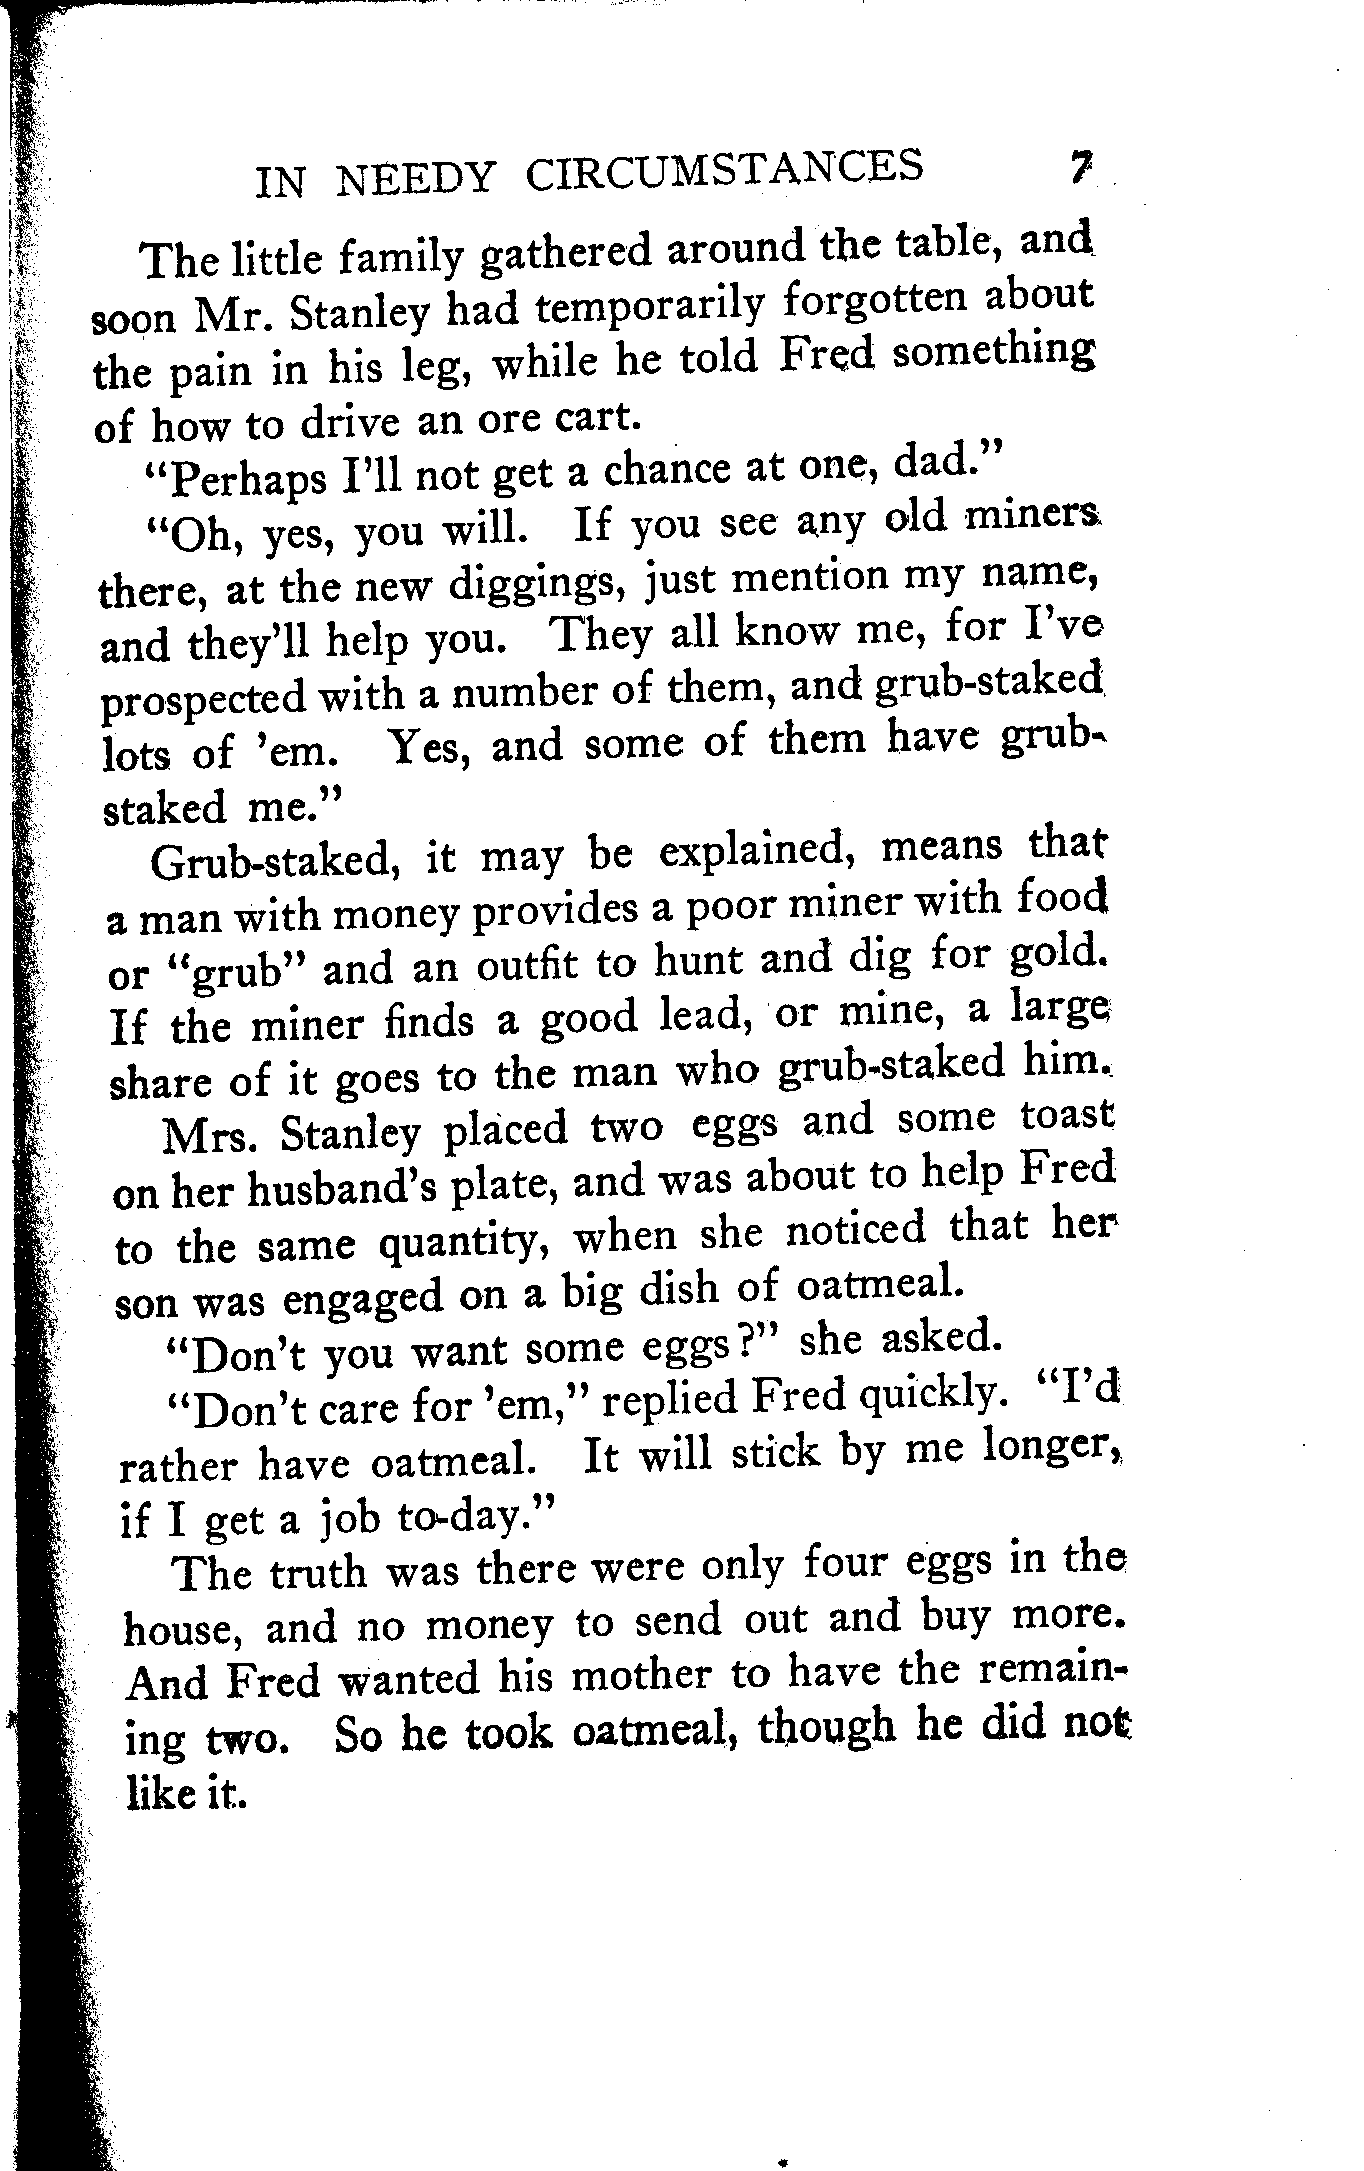 IN NEEDY CIRCUMSTANCES 7
The little family gathered around the table, and
soon Mr. Stanley had temporarily forgotten about
the pain in his leg, while he told Fred something
of how to drive an ore cart.
“Perhaps I’ll not get a chance at one, dad.”
“Oh, yes, you will. If you see any old miners
there, at the new diggings, just mention my name,
and they’ll help you. They all know me, for I’ve
prospected with a number of them, and grub-staked
lots of ’em. Yes, and some of them have grub-
staked me.”
Grub-staked, it may be explained, means that
a man with money provides a poor miner with food
or “grub” and an outfit to hunt and dig for gold.
If the miner finds a good lead, or mine, a large
share of it goes to the man who grub-staked him.
Mrs. Stanley placed two eggs and some toast
on her husband’s plate, and was about to help Fred
to the same quantity, when she noticed that her
son was engaged on a big dish of oatmeal.
“Don’t you want some eggs?” she asked.
“Don’t care for ’em,” replied Fred quickly. “I’d
rather have oatmeal. It will stick by me longer,
if I get a job to-day.”
The truth was there were only four eggs in the
house, and no money to send out and buy more.
And Fred wanted his mother to have the remain-
ing two. So he took oatmeal, though he did not
like it.